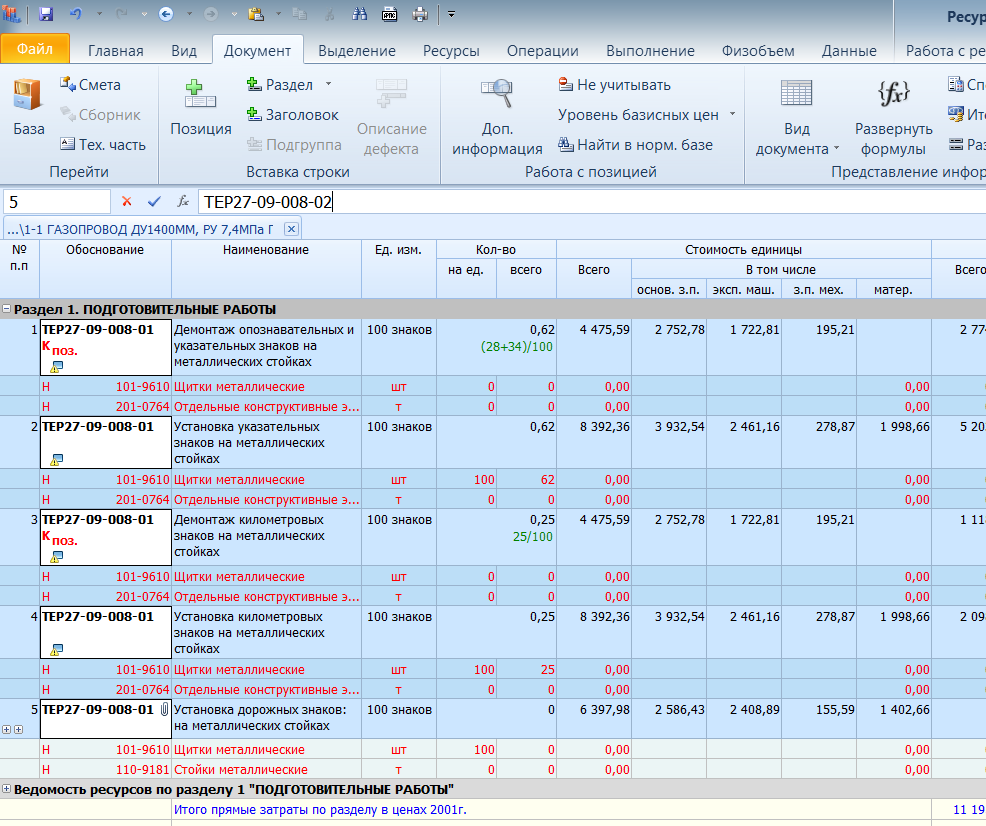 Ресур
Файл Главная Вид Документ Выделение Ресурсы Операции Выполнение Физобъем Данные Работа с ре
База
Смета
Сборник
Тех. часть
Перейти
Позиция
Раздел
Заголовок
Подгруппа
Описание дефекта
Вставка строки
Доп. информация
Не учитывать
Уровень базисных цен
Найти в норм. базе
Работа с позицией
Вид документа
Развернуть формулы
Спе
Ито
Раз
Представление инфор
5 fx ТЕР27-09-008-02
...\1-1 ГАЗОПРОВОД ДУ1400ММ, РУ 7,4МПа Г
№ п.п Обоснование Наименование Ед. изм. Кол-во Стоимость единицы
на ед. всего Всего В том числе Всего
основ. з.п. эксп. маш. з.п. мех. матер.
Раздел 1. ПОДГОТОВИТЕЛЬНЫЕ РАБОТЫ
1 ТЕР27-09-008-01 Демонтаж опознавательных и 100 знаков 0,62 4 475,59 2 752,78 1 722,81 195,21 2 77
К поз. указательных знаков на (28+34)/100
металлических стойках
Н 101-9610 Щитки металлические шт 0 0 0,00 0,00
Н 201-0764 Отдельные конструктивные э... т 0 0 0,00 0,00
2 ТЕР27-09-008-01 Установка указательных 100 знаков 0,62 8 392,36 3 932,54 2 461,16 278,87 1 998,66 5 20
знаков на металлических
стойках
Н 101-9610 Щитки металлические шт 100 62 0,00 0,00
Н 201-0764 Отдельные конструктивные э... т 0 0 0,00 0,00
3 ТЕР27-09-008-01 Демонтаж километровых 100 знаков 0,25 4 475,59 2 752,78 1 722,81 195,21 1 11
К поз. знаков на металлических 25/100
стойках
Н 101-9610 Щитки металлические шт 0 0 0,00 0,00
Н 201-0764 Отдельные конструктивные э... т 0 0 0,00 0,00
4 ТЕР27-09-008-01 Установка километровых 100 знаков 0,25 8 392,36 3 932,54 2 461,16 278,87 1 998,66 2 09
знаков на металлических
стойках
Н 101-9610 Щитки металлические шт 100 25 0,00 0,00
Н 201-0764 Отдельные конструктивные э... т 0 0 0,00 0,00
5 ТЕР27-09-008-01 Установка дорожных знаков: 100 знаков 0 6 397,98 2 586,43 2 408,89 155,59 1 402,66
на металлических стойках
Н 101-9610 Щитки металлические шт 100 0 0,00 0,00
Н 110-9181 Стойки металлические т 0 0 0,00 0,00
Ведомость ресурсов по разделу 1 "ПОДГОТОВИТЕЛЬНЫЕ РАБОТЫ"
Итого прямые затраты по разделу в ценах 2001г. 11 19